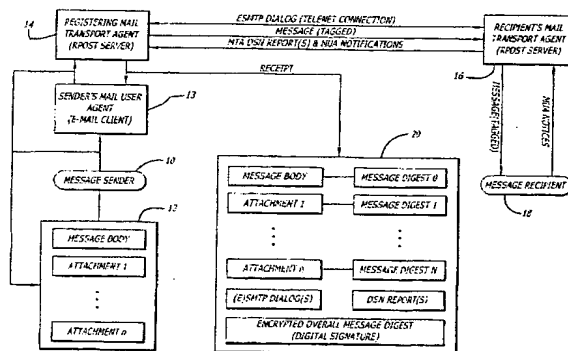 14
REGISTERING MAIL
TRANSPORT AGENT
(RPOST SERVER)
ESMTP DIALOG (TELENET CONNECTION)
MESSAGE (TAGGED)
MTA DSN REPORT(S) & MUA NOTIFICATIONS
RECIPIENT'S MAIL
TRANSPORT AGENT
(RPOST SERVER)
16
RECEIPT
SENDER'S MAIL USER
AGENT
(E-MAIL CLIENT)
13
MESSAGE(TAGGED)
MUA NOTICES
10
MESSAGE SENDER
20
MESSAGE RECIPIENT
18
12
MESSAGE BODY
ATTACHMENT 1
ATTACHMENT n
MESSAGE BODY
MESSAGE DIGEST 0
ATTACHMENT 1
MESSAGE DIGEST 1
ATTACHMENT n
MESSAGE DIGEST N
(E)SMTP DIALOG(S)
DSN REPORT(S)
ENCRYPTED OVERALL MESSAGE DIGEST
(DIGITAL SIGNATURE)